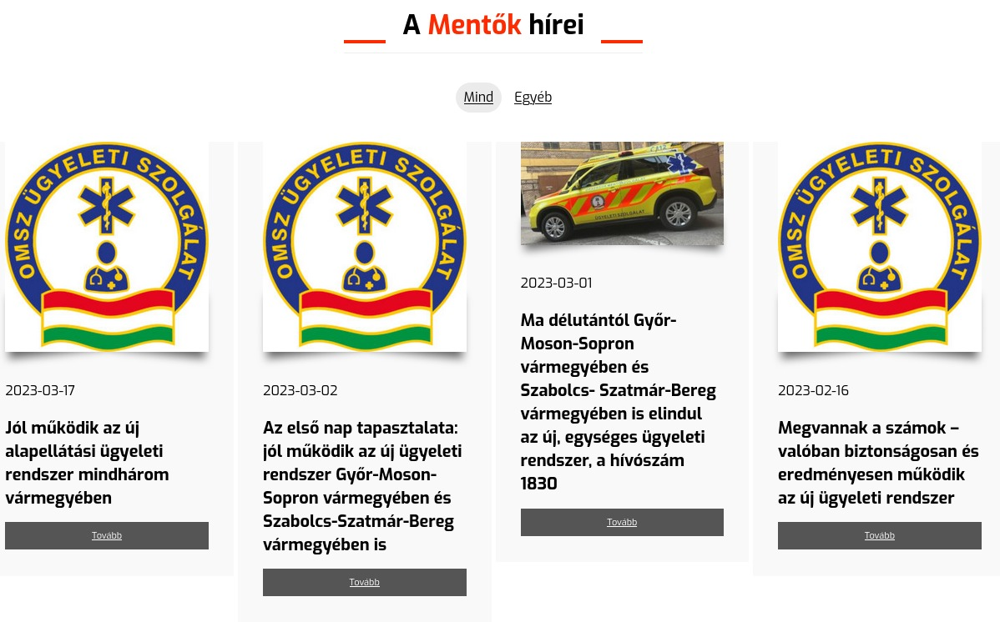 A Mentők hírei
Mind
Egyéb
OMSZ ÜGYELETI SZOLGÁLAT
2023-03-17
Jól működik az új
alapellátási ügyeleti
rendszer mindhárom
vármegyében
Tovább
OMSZ ÜGYELETI SZOLGÁLAT
2023-03-02
Az első nap tapasztalata:
jól működik az új ügyeleti
rendszer Győr-Moson-
Sopron vármegyében és
Szabolcs-Szatmár-Bereg
vármegyében is
Tovább
ÜGYELETI SZOLGÁLAT
2023-03-01
Ma délutántól Győr-
Moson-Sopron
vármegyében és
Szabolcs- Szatmár-Bereg
vármegyében is elindul
az új, egységes ügyeleti
rendszer, a hívószám
1830
Tovább
OMSZ ÜGYELETI SZOLGÁLAT
2023-02-16
Megvannak a számok –
valóban biztonságosan és
eredményesen működik
az új ügyeleti rendszer
Tovább